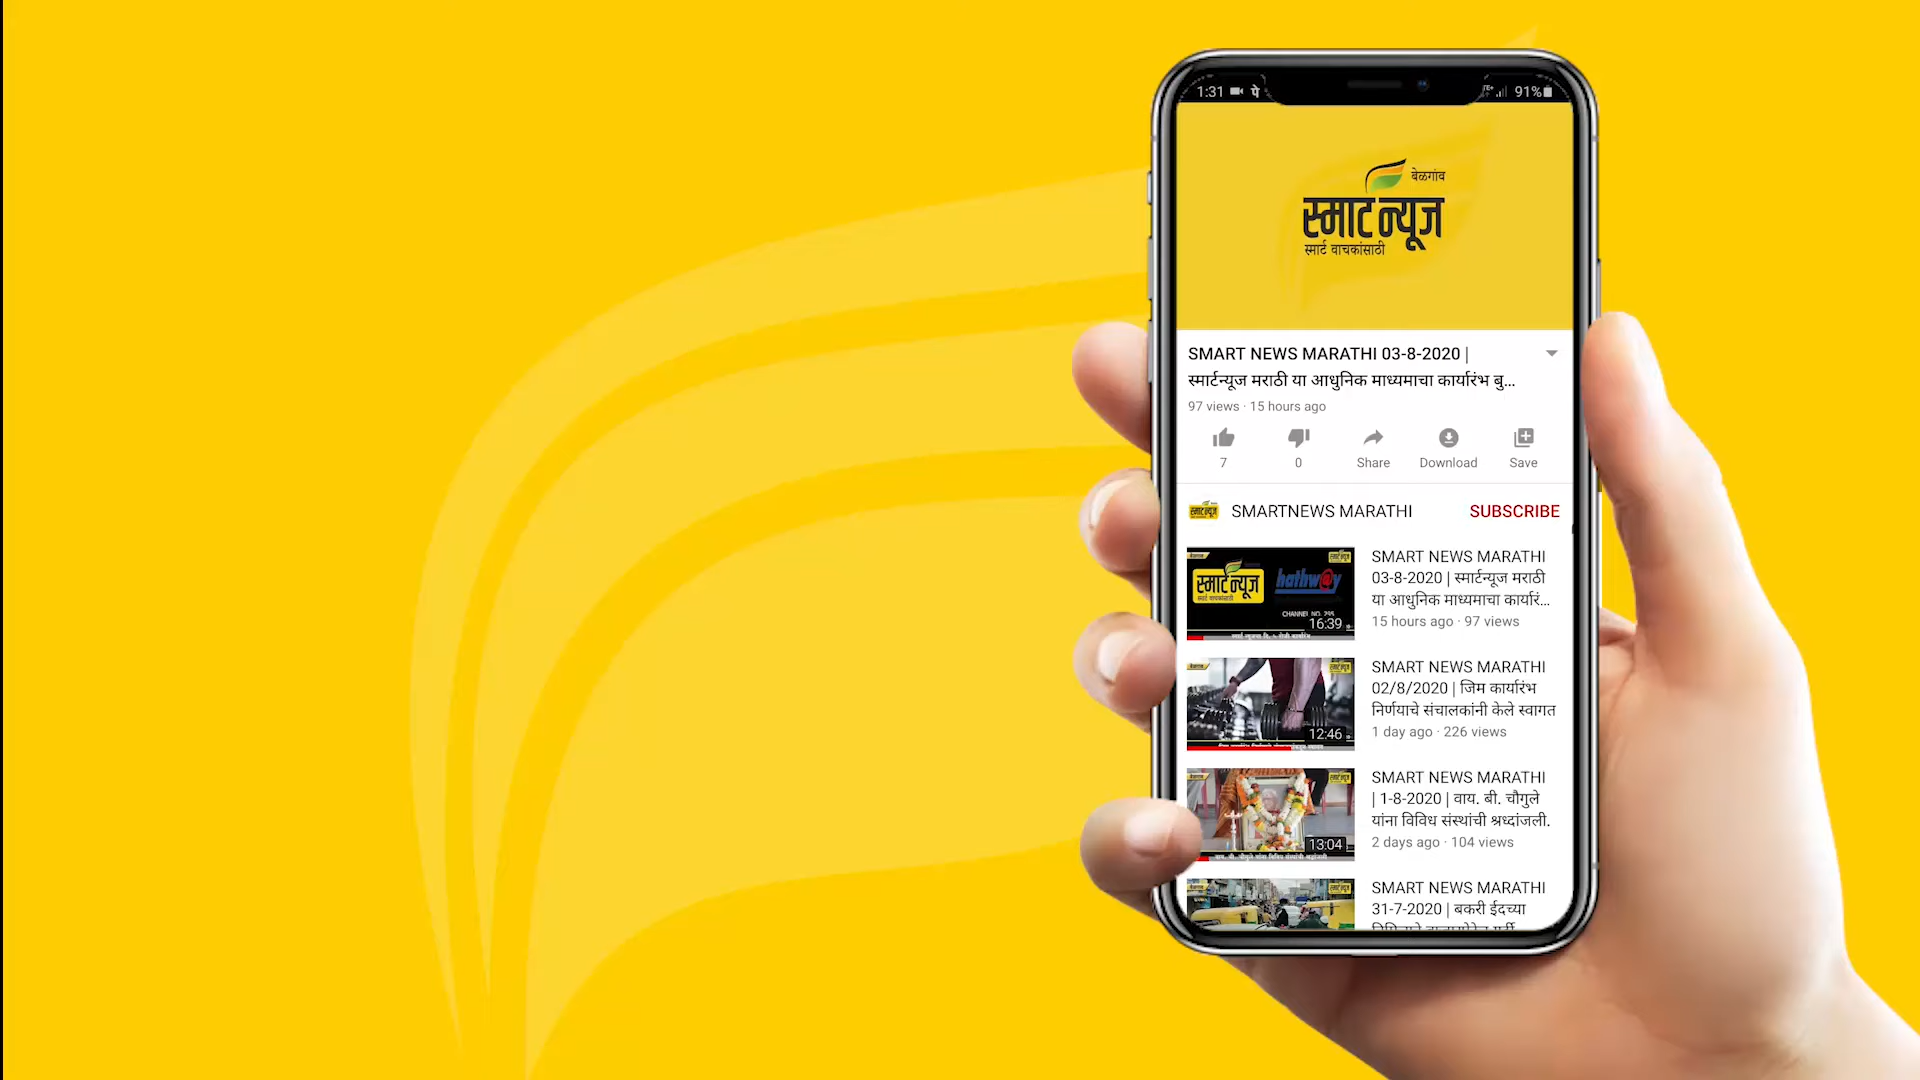 1:31 पे 91%
बेळगांव
स्मार्ट न्यूज
स्मार्ट वाचकांसाठी
SMART NEWS MARATHI 03-8-2020 |
स्मार्टन्यूज मराठी या आधुनिक माध्यमाचा कार्यारंभ बु...
97 views · 15 hours ago
7 0 Share Download Save
स्मार्ट न्यूज SMARTNEWS MARATHI SUBSCRIBE
स्मार्ट न्यूज hathway
स्मार्ट वाचकांसाठी
CHANNEL NO. 295
16:39
SMART NEWS MARATHI
03-8-2020 | स्मार्टन्यूज मराठी
या आधुनिक माध्यमाचा कार्यारं...
15 hours ago · 97 views
12:46
SMART NEWS MARATHI
02/8/2020 | जिम कार्यारंभ
निर्णयाचे संचालकांनी केले स्वागत
1 day ago · 226 views
13:04
SMART NEWS MARATHI
| 1-8-2020 | वाय. बी. चौगुले
यांना विविध संस्थांची श्रध्दांजली.
2 days ago · 104 views
SMART NEWS MARATHI
31-7-2020 | बकरी ईदच्या